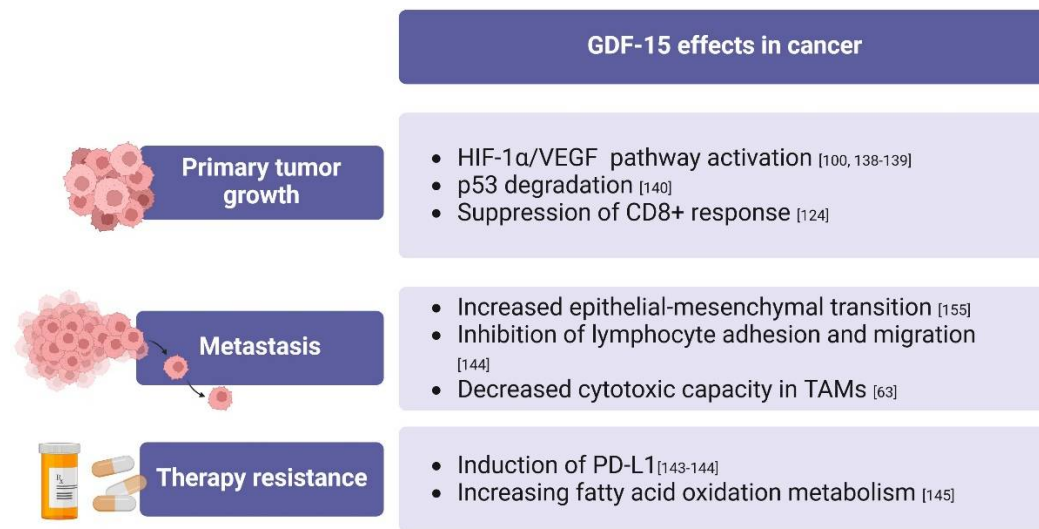 GDF-15 effects in cancer
Primary tumor
growth
• HIF-1α/VEGF pathway activation [100, 138-139]
• p53 degradation [140]
• Suppression of CD8+ response [124]
Metastasis
• Increased epithelial-mesenchymal transition [155]
• Inhibition of lymphocyte adhesion and migration
[144]
• Decreased cytotoxic capacity in TAMs [63]
Therapy resistance
• Induction of PD-L1[143-144]
• Increasing fatty acid oxidation metabolism [145]